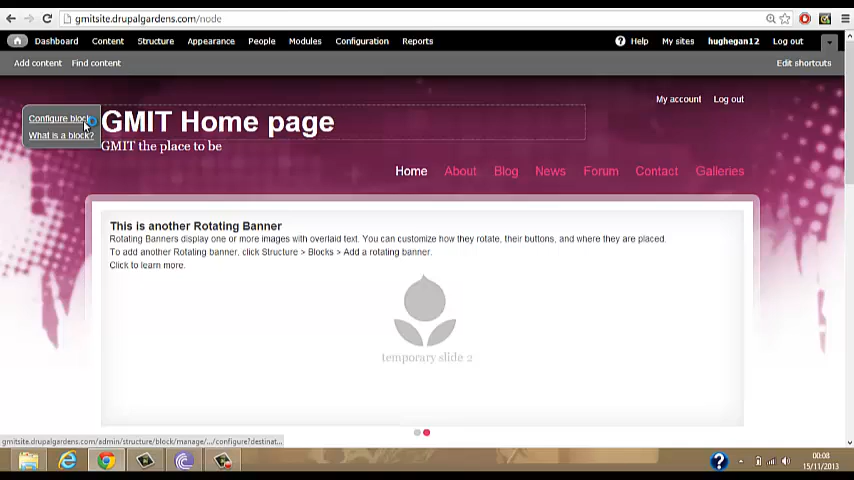 gmitsite.drupalgardens.com/node
Dashboard Content Structure Appearance People Modules Configuration Reports Help My sites hughegan12 Log out
Add content Find content Edit shortcuts
My account Log out
Configure block
What is a block?
GMIT Home page
GMIT the place to be
Home About Blog News Forum Contact Galleries
This is another Rotating Banner
Rotating Banners display one or more images with overlaid text. You can customize how they rotate, their buttons, and where they are placed.
To add another Rotating banner, click Structure > Blocks > Add a rotating banner.
Click to learn more.
temporary slide 2
gmitsite.drupalgardens.com/admin/structure/block/manage/.../configure?destinat...
00:08
15/11/2013